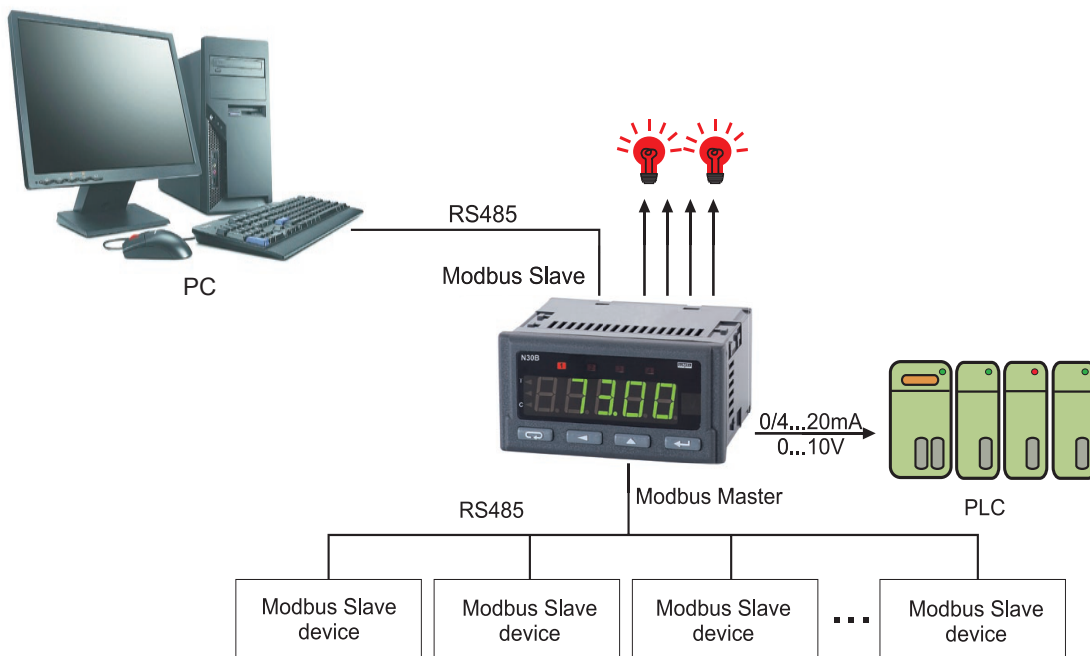 RS485
PC
Modbus Slave
N30B
1
73.00
0/4...20mA
0...10V
PLC
Modbus Master
RS485
Modbus Slave
device
Modbus Slave
device
Modbus Slave
device
...
Modbus Slave
device